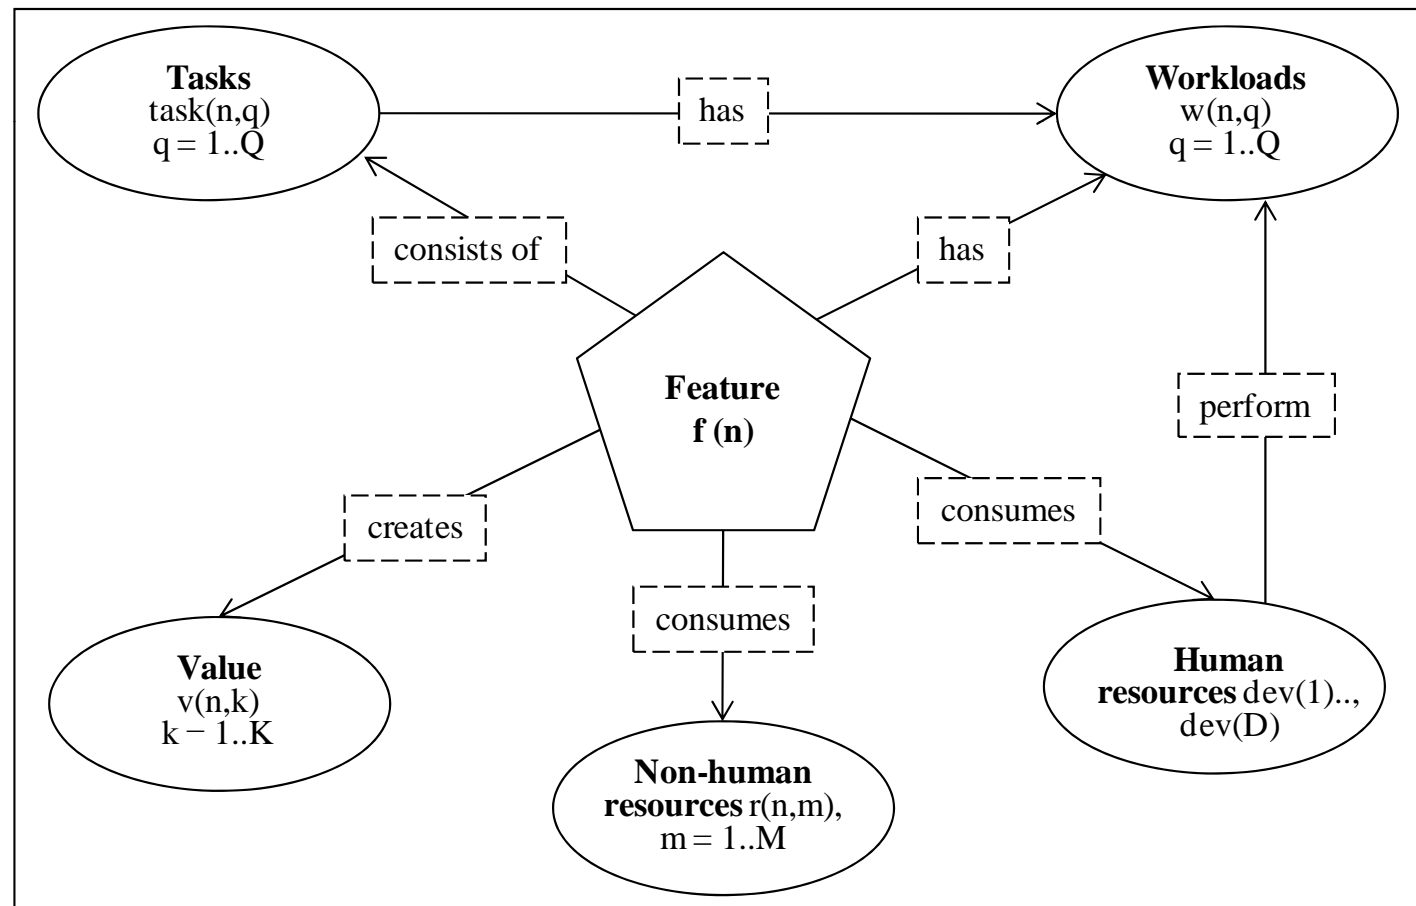 Tasks
task(n,q)
q = 1..Q
has
Workloads
w(n,q)
q = 1..Q
consists of
has
Feature
f (n)
perform
creates
consumes
consumes
Value
v(n,k)
k − 1..K
Non-human
resources r(n,m),
m = 1..M
Human
resources dev(1)..,
dev(D)